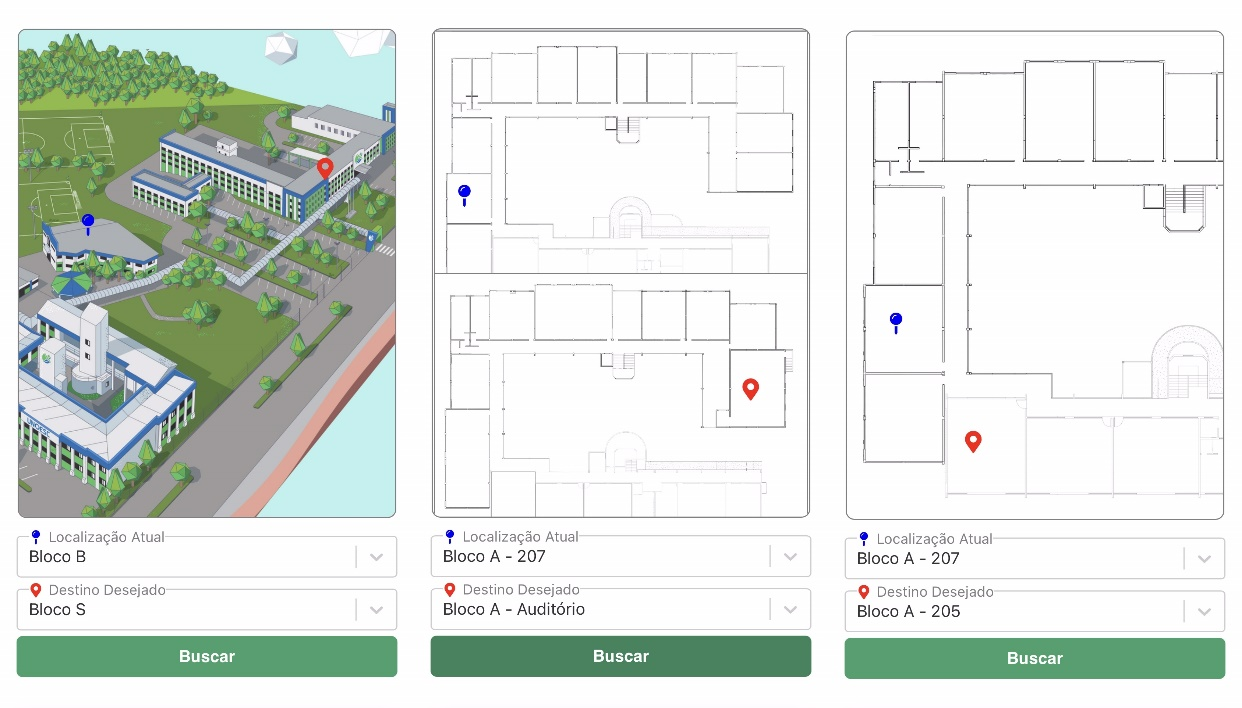 Localização Atual
Bloco B
Destino Desejado
Bloco S
Buscar
Localização Atual
Bloco A - 207
Destino Desejado
Bloco A - Auditório
Buscar
Localização Atual
Bloco A - 207
Destino Desejado
Bloco A - 205
Buscar